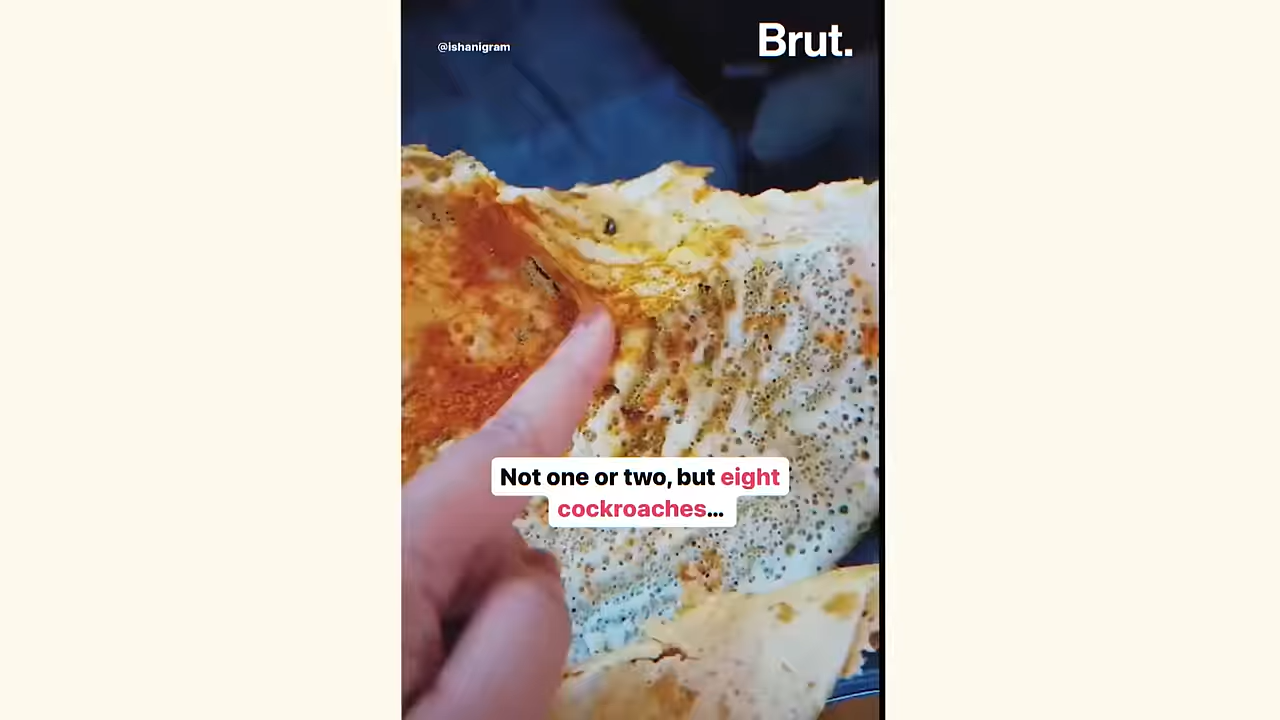 @ishanigram
Brut.
Not one or two, but eight
cockroaches...